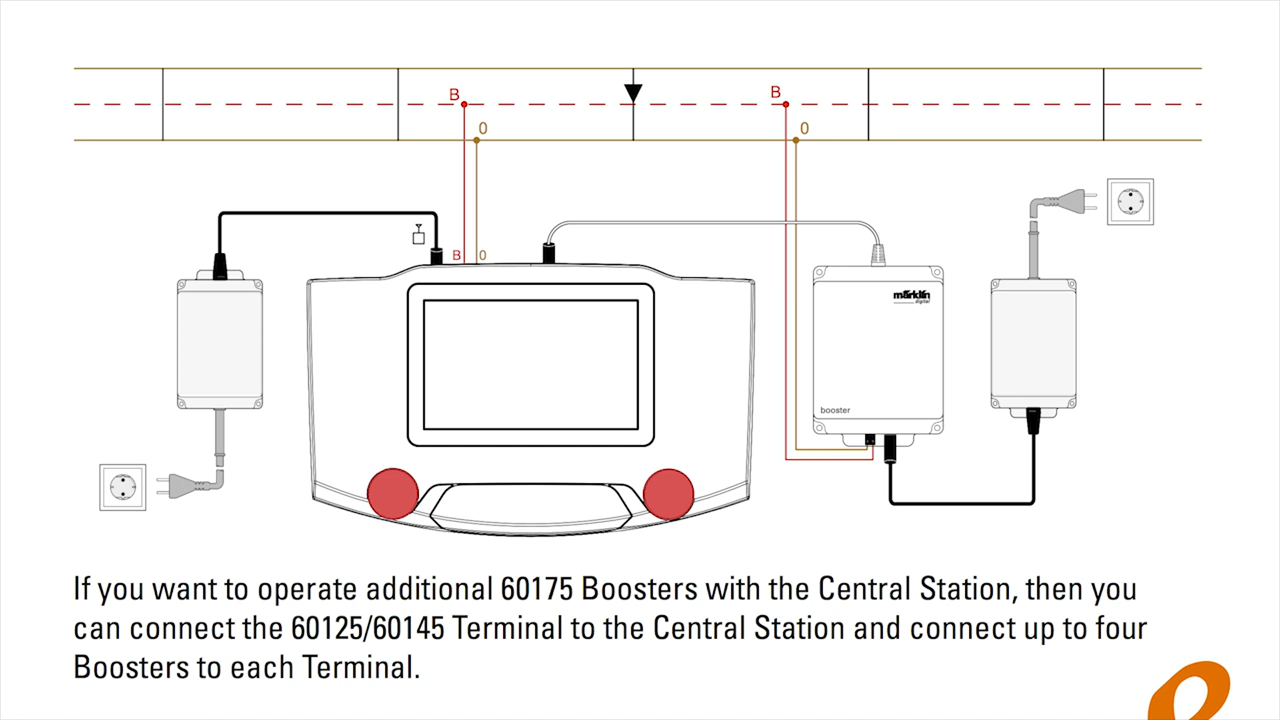 B
B
0
0
B
0
märklin
digital
booster
If you want to operate additional 60175 Boosters with the Central Station, then you
can connect the 60125/60145 Terminal to the Central Station and connect up to four
Boosters to each Terminal.